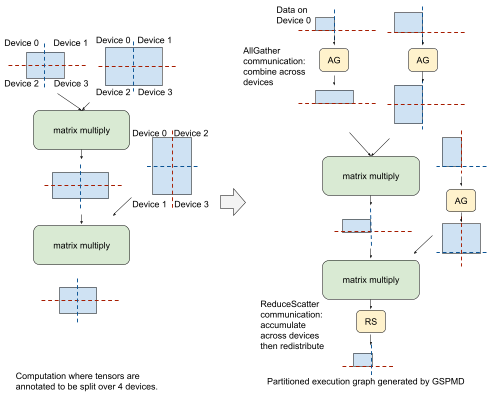 Device 0
Device 1
Device 0
Device 1
Device 2
Device 3
Device 2
Device 3
matrix multiply
Device 0
Device 2
Device 1
Device 3
matrix multiply
Computation where tensors are
annotated to be split over 4 devices.
Data on
Device 0
AllGather
communication:
combine across
devices
AG
AG
matrix multiply
AG
matrix multiply
ReduceScatter
communication:
accumulate
across devices
then redistribute
RS
Partitioned execution graph generated by GSPMD